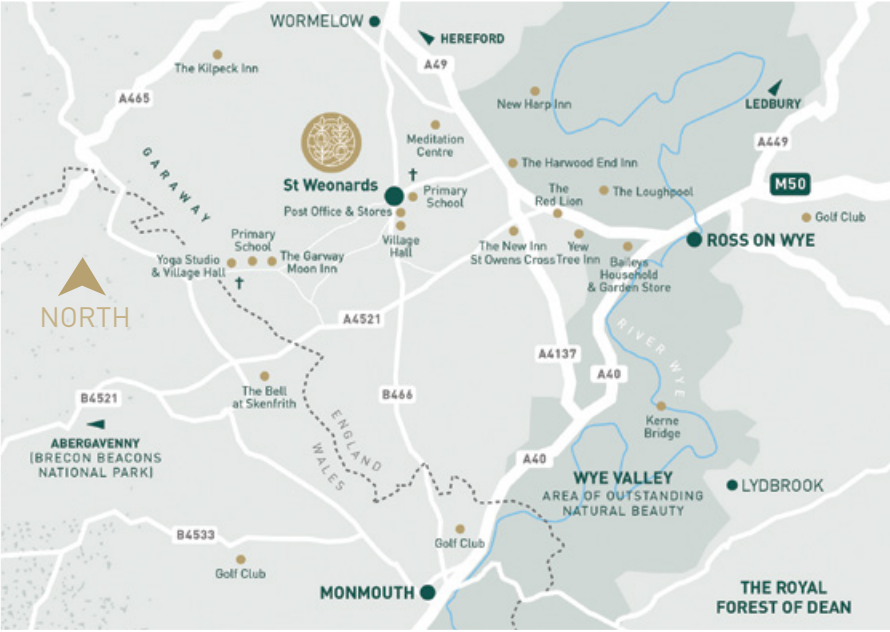 WORMELOW
HEREFORD
The Kilpeck Inn
A49
A465
New Harp Inn
LEDBURY
Meditation
Centre
A449
GARAWAY
The Harwood End Inn
St Weonards
Primary
School
The
Red Lion
The Loughpool
M50
Post Office & Stores
Golf Club
Village
Hall
Primary
School
Yoga Studio
& Village Hall
The Garway
Moon Inn
The New Inn
St Owens Cross
Yew
Tree Inn
Baileys
Household
& Garden Store
ROSS ON WYE
NORTH
A4521
RIVER WYE
A4137
A40
The Bell
at Skenfrith
B466
B4521
ABERGAVENNY
(BRECON BEACONS
NATIONAL PARK)
ENGLAND
WALES
Kerne
Bridge
A40
WYE VALLEY
AREA OF OUTSTANDING
NATURAL BEAUTY
LYDBROOK
B4533
Golf Club
Golf Club
MONMOUTH
THE ROYAL
FOREST OF DEAN